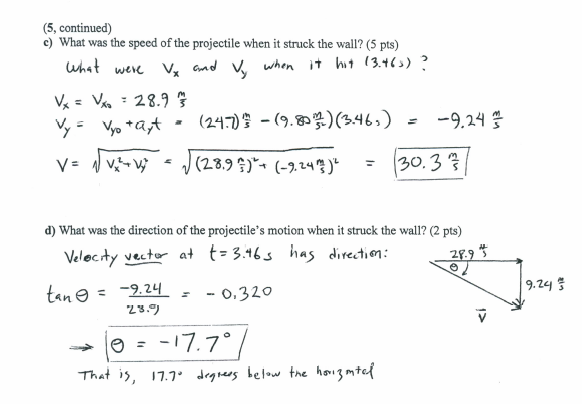 (5, continued)
c) What was the speed of the projectile when it struck the wall? (5 pts)
What were Vx and Vy when it hit (3.46s) ?
Vx = Vxo = 28.9 m/s
Vy = Vyo + ayt = (24.7) m/s - (9.80 m/s²)(3.46s) = -9.24 m/s
V = √Vx² + Vy² = √(28.9 m/s)² + (-9.24 m/s)² = 30.3 m/s
d) What was the direction of the projectile's motion when it struck the wall? (2 pts)
Velocity vector at t = 3.46s has direction:
28.9 m/s
θ
9.24 m/s
V
tan θ = -9.24/28.9 = -0.320
→ θ = -17.7°
That is, 17.7° degrees below the horizontal